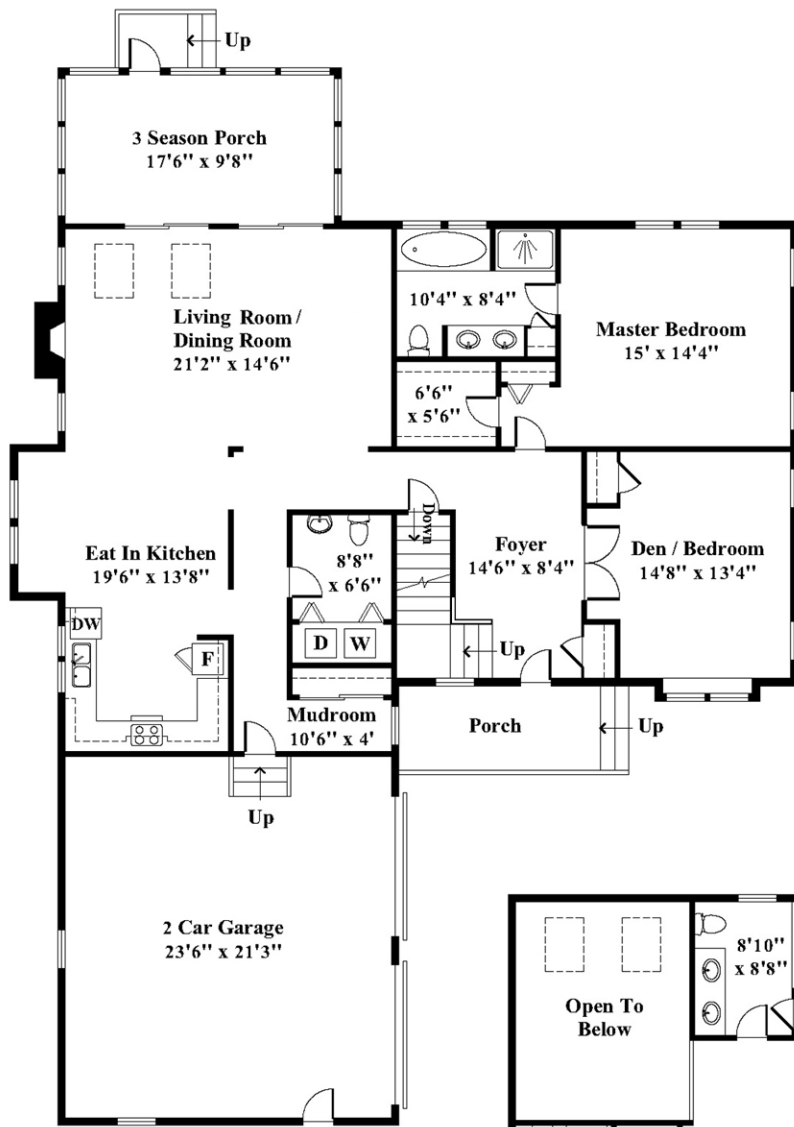 Up
3 Season Porch
17'6" x 9'8"
Living Room /
Dining Room
21'2" x 14'6"
10'4" x 8'4"
Master Bedroom
15' x 14'4"
6'6"
x 5'6"
Down
Eat In Kitchen
19'6" x 13'8"
8'8"
x 6'6"
Foyer
14'6" x 8'4"
Den / Bedroom
14'8" x 13'4"
DW
F
D
W
Up
Mudroom
10'6" x 4'
Porch
Up
Up
2 Car Garage
23'6" x 21'3"
8'10"
x 8'8"
Open To
Below